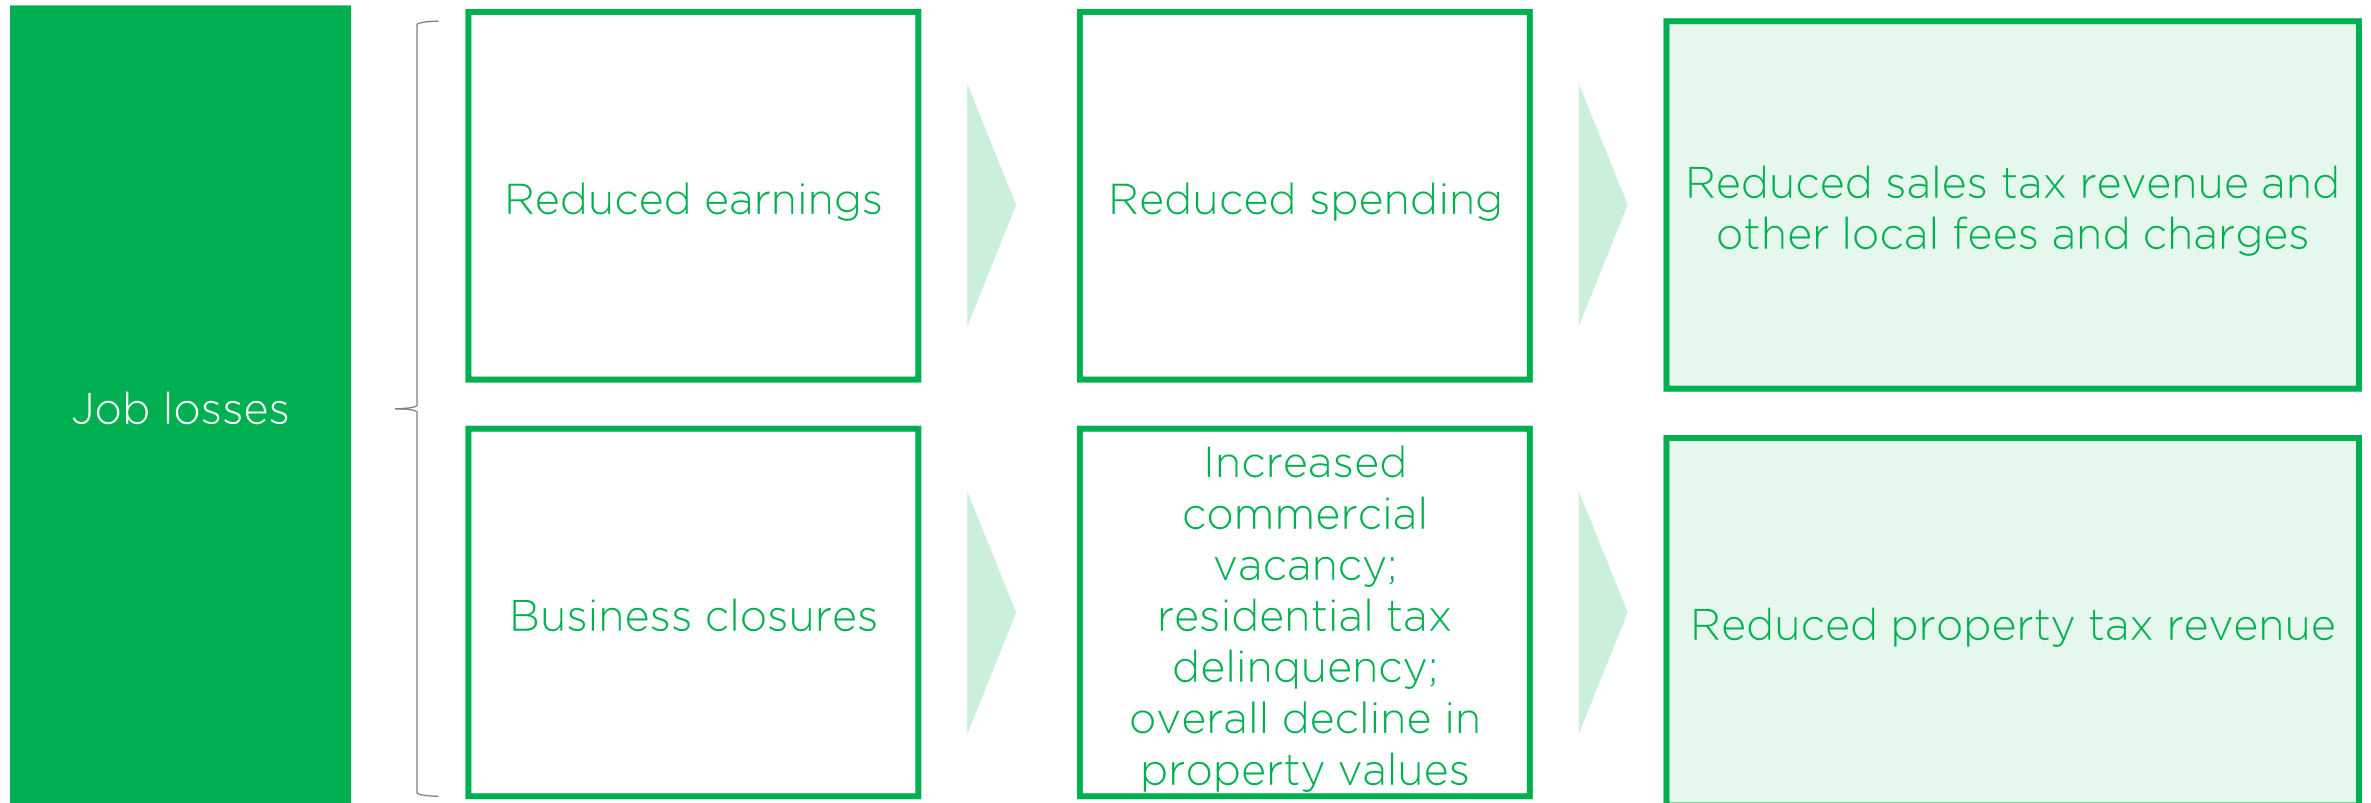 Job losses
Reduced earnings
Reduced spending
Reduced sales tax revenue and
other local fees and charges
Business closures
Increased
commercial
vacancy;
residential tax
delinquency;
overall decline in
property values
Reduced property tax revenue